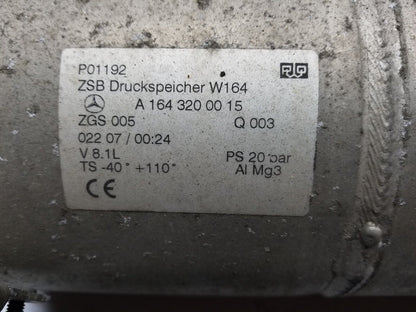 P01192
ZSB Druckspeicher W164
A 164 320 00 15
ZGS 005 Q 003
022 07 / 00:24
V 8.1L PS 20 bar
TS -40° +110° Al Mg3
CE